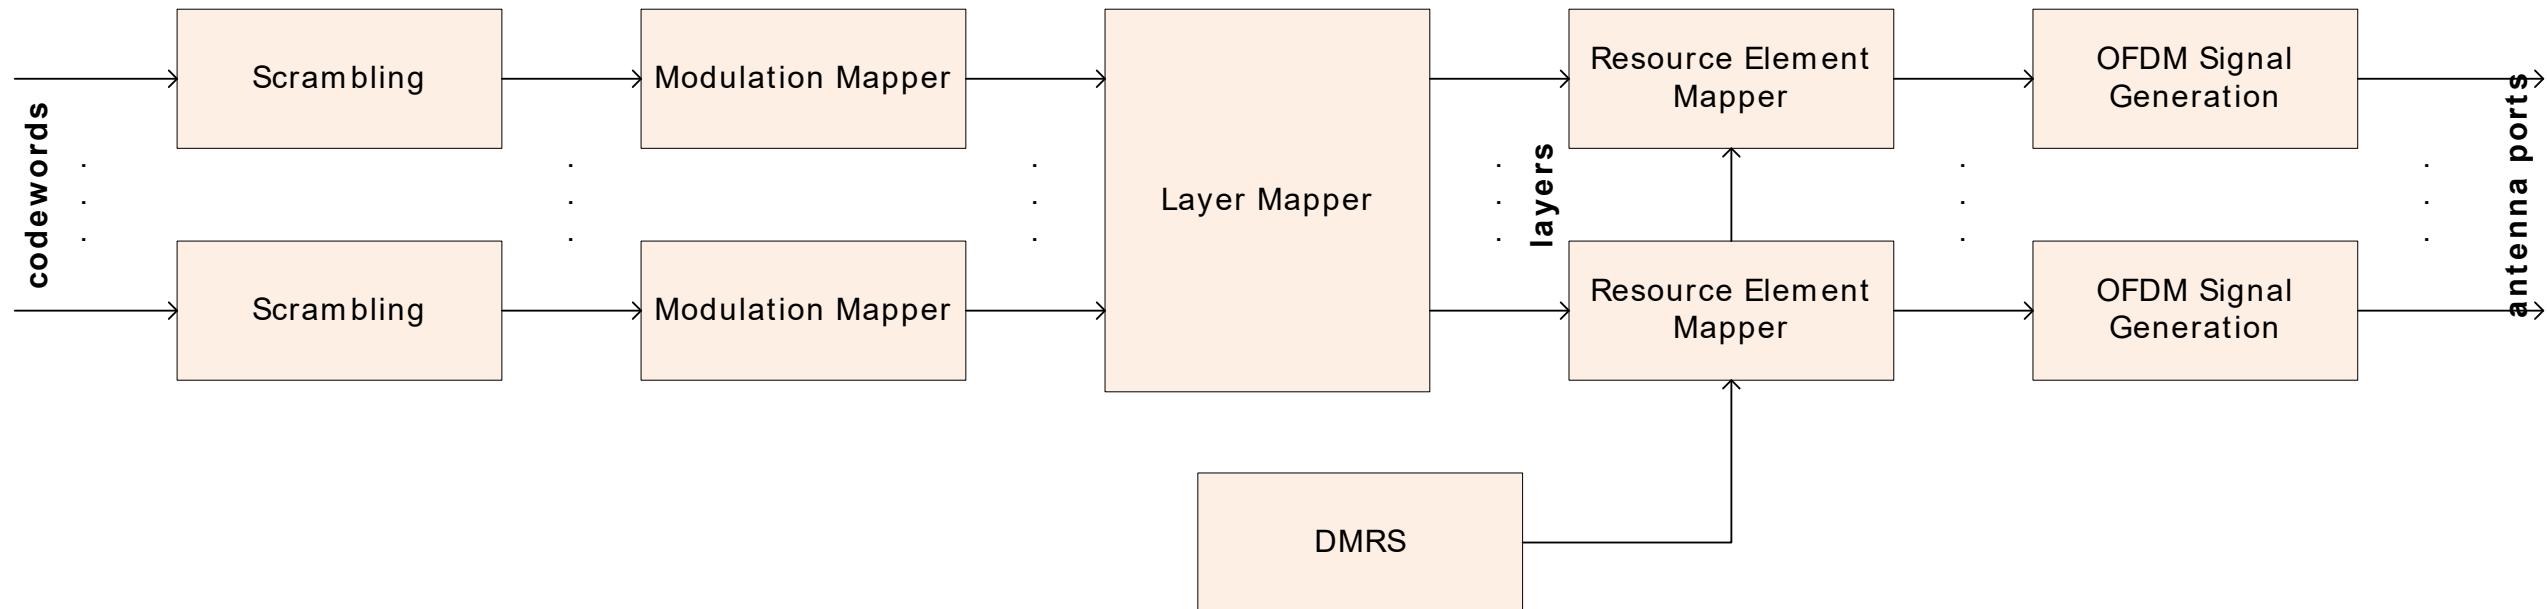 Scrambling
Modulation Mapper
Layer Mapper
Resource Element
Mapper
OFDM Signal
Generation
codewords
layers
antenna ports
Scrambling
Modulation Mapper
Resource Element
Mapper
OFDM Signal
Generation
DMRS